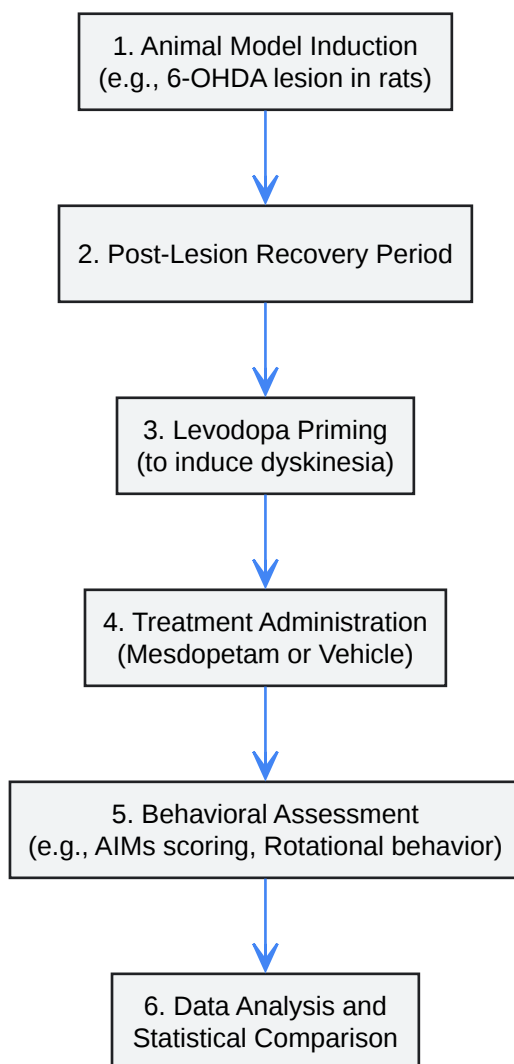 1. Animal Model Induction
(e.g., 6-OHDA lesion in rats)
2. Post-Lesion Recovery Period
3. Levodopa Priming
(to induce dyskinesia)
4. Treatment Administration
(Mesdopetam or Vehicle)
5. Behavioral Assessment
(e.g., AIMs scoring, Rotational behavior)
6. Data Analysis and
Statistical Comparison